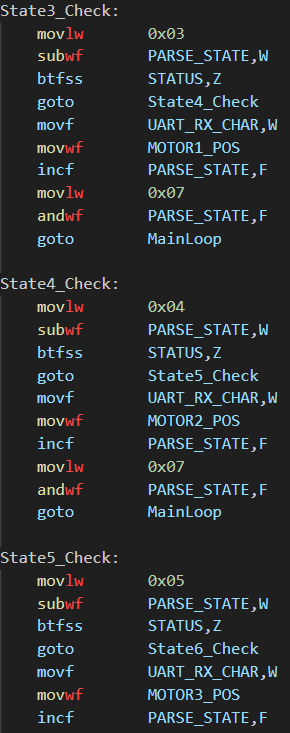 State3_Check:
movlw 0x03
subwf PARSE_STATE,W
btfss STATUS,Z
goto State4_Check
movf UART_RX_CHAR,W
movwf MOTOR1_POS
incf PARSE_STATE,F
movlw 0x07
andwf PARSE_STATE,F
goto MainLoop
State4_Check:
movlw 0x04
subwf PARSE_STATE,W
btfss STATUS,Z
goto State5_Check
movf UART_RX_CHAR,W
movwf MOTOR2_POS
incf PARSE_STATE,F
movlw 0x07
andwf PARSE_STATE,F
goto MainLoop
State5_Check:
movlw 0x05
subwf PARSE_STATE,W
btfss STATUS,Z
goto State6_Check
movf UART_RX_CHAR,W
movwf MOTOR3_POS
incf PARSE_STATE,F